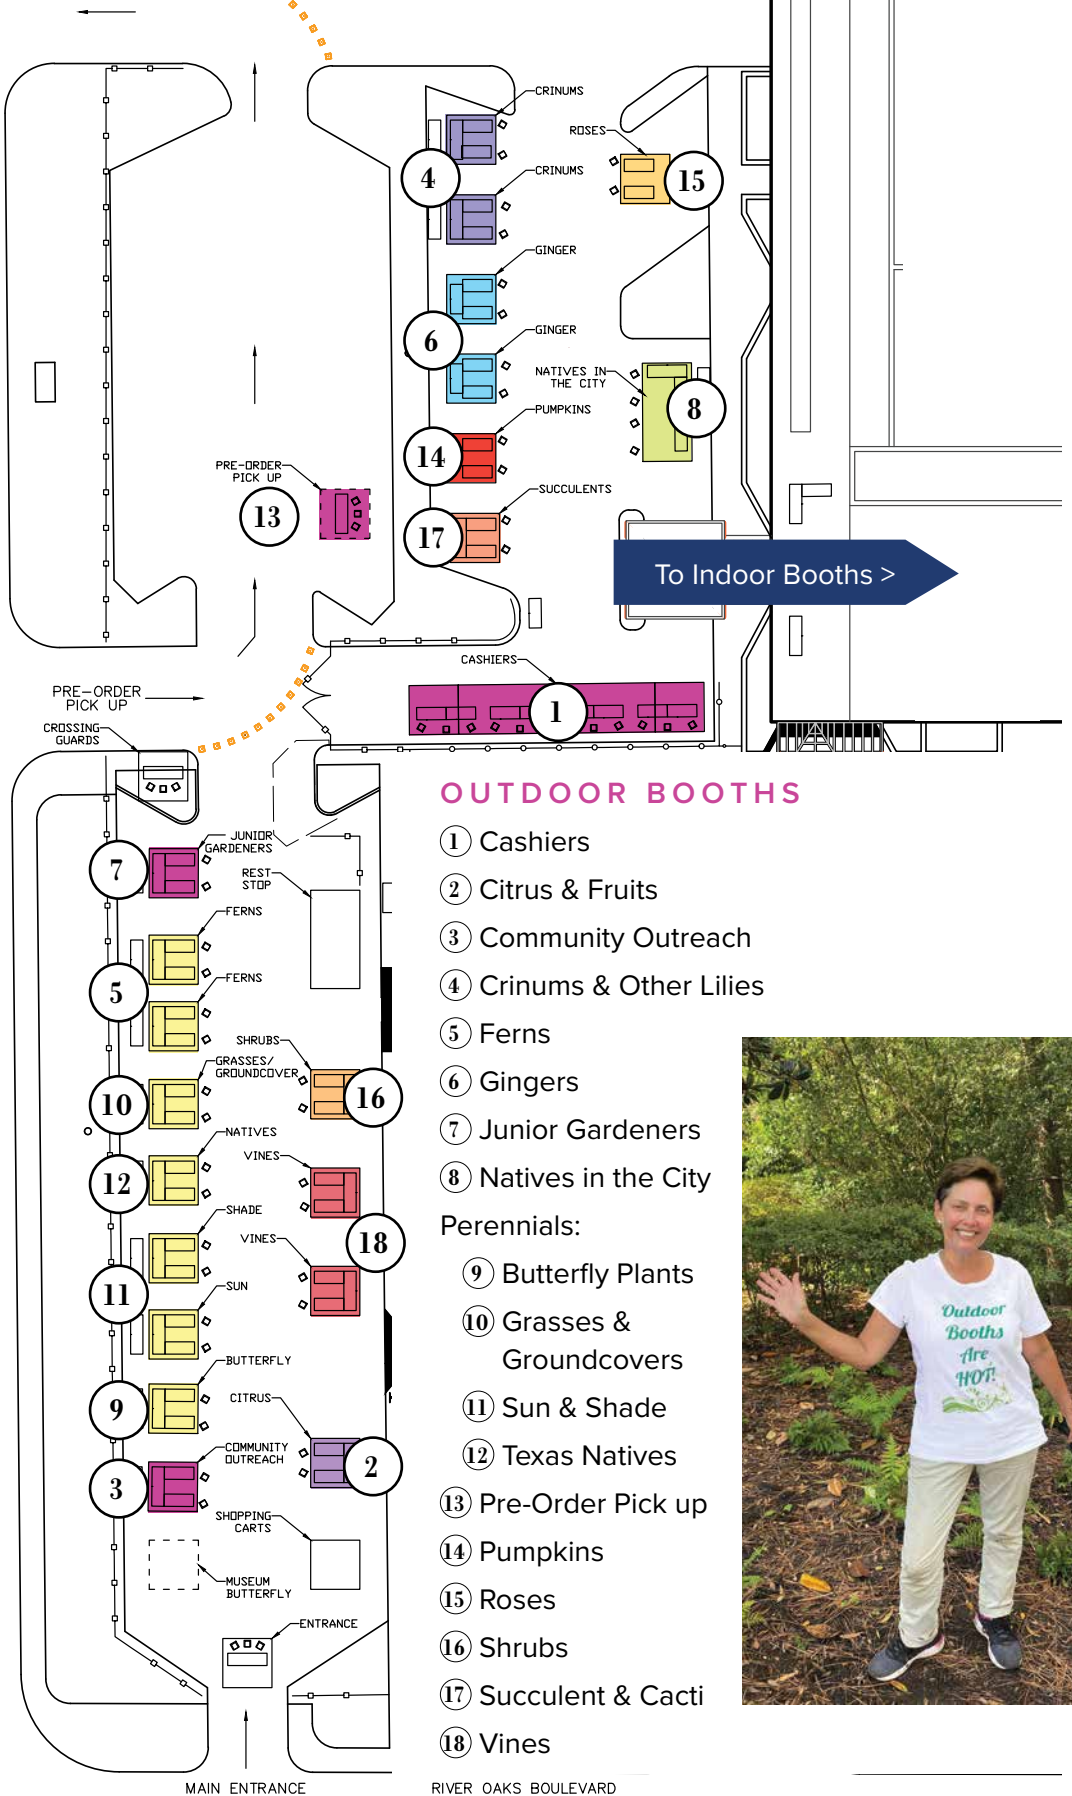 CRINUMS
ROSES
4
CRINUMS
15
GINGER
6
GINGER
NATIVES IN
THE CITY
8
PUMPKINS
14
PRE-ORDER
PICK UP
13
SUCCULENTS
17
To Indoor Booths >
CASHIERS
1
PRE-ORDER
PICK UP
CROSSING
GUARDS
JUNIOR
GARDENERS
7
REST
STOP
FERNS
5
FERNS
SHRUBS
16
GRASSES/
GROUNDCOVER
10
NATIVES
12
VINES
18
SHADE
VINES
11
SUN
BUTTERFLY
9
CITRUS
2
COMMUNITY
OUTREACH
3
SHOPPING
CARTS
MUSEUM
BUTTERFLY
ENTRANCE
MAIN ENTRANCE
RIVER OAKS BOULEVARD
OUTDOOR BOOTHS
1 Cashiers
2 Citrus & Fruits
3 Community Outreach
4 Crinums & Other Lilies
5 Ferns
6 Gingers
7 Junior Gardeners
8 Natives in the City
Perennials:
9 Butterfly Plants
10 Grasses &
Groundcovers
11 Sun & Shade
12 Texas Natives
13 Pre-Order Pick up
14 Pumpkins
15 Roses
16 Shrubs
17 Succulent & Cacti
18 Vines
Outdoor
Booths
Are
HOT!